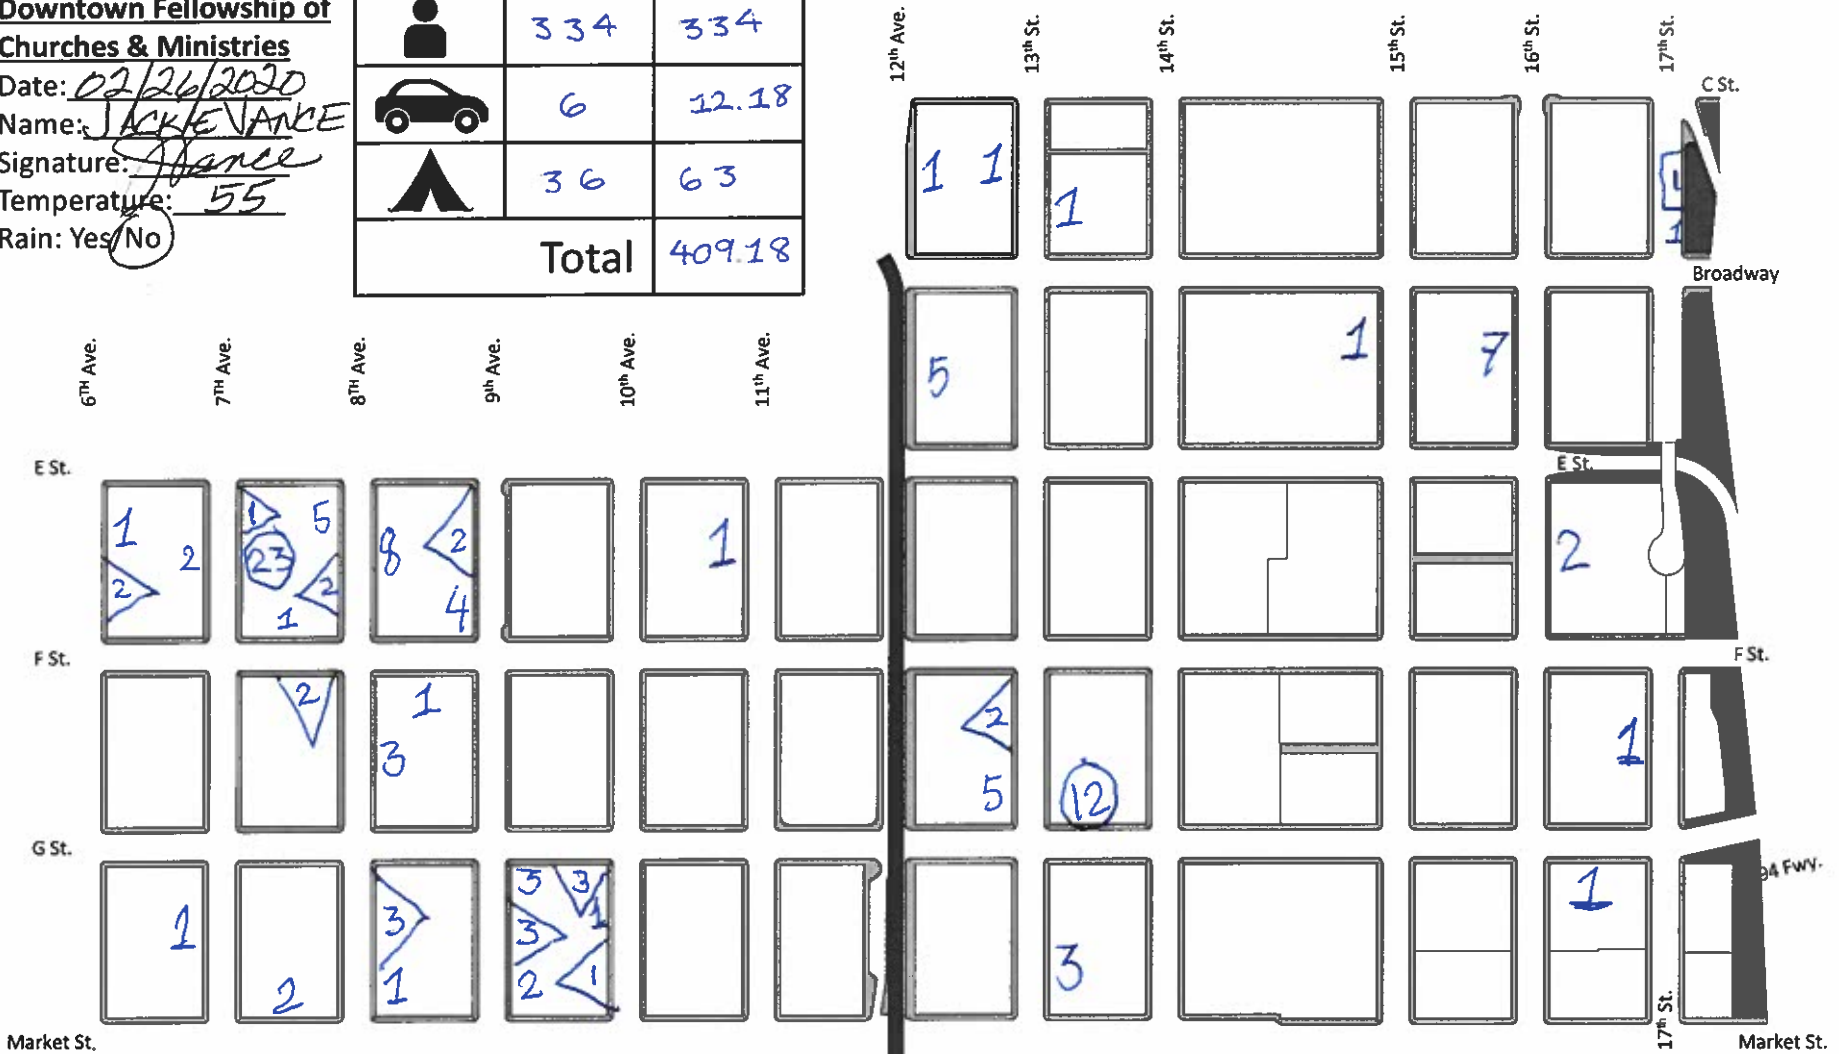 Downtown Fellowship of
Churches & Ministries
Date: 02/26/2020
Name: JACKIE VANCE
Signature: JVance
Temperature: 55
Rain: Yes/No
334 334
6 12.18
36 63
Total 409.18
12th Ave. 13th St. 14th St. 15th St. 16th St. 17th St.
C St.
1 1 1
1
Broadway
5 1 7
6TH Ave. 7TH Ave. 8TH Ave. 9th Ave. 10th Ave. 11th Ave.
E St. E St.
1 2 2
1 5 23 2 1
8 2 4
1
2
F St. F St.
2
1
3
2
5
12
1
G St. 94 Fwy.
1
2
3
1
3 3 1
3
2 1
3
1
17th St.
Market St. Market St.